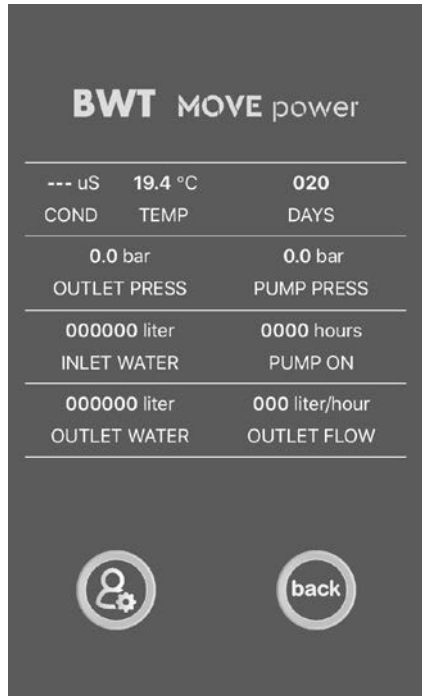 BWT MOVE power
--- uS 19.4 °C 020
COND TEMP DAYS
0.0 bar 0.0 bar
OUTLET PRESS PUMP PRESS
000000 liter 0000 hours
INLET WATER PUMP ON
000000 liter 000 liter/hour
OUTLET WATER OUTLET FLOW
back